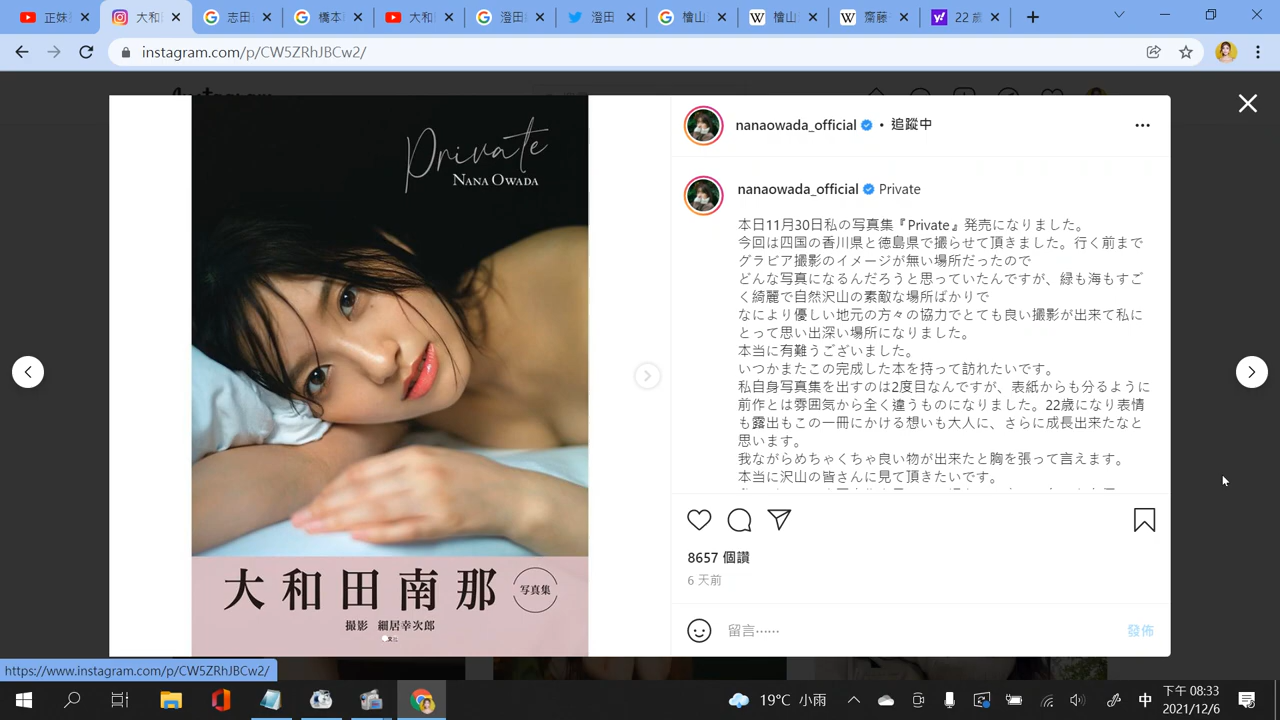 正妹
大和
志田
橋本
大和
澄田
澄田
檜山
檜山
齋藤
22 歲
instagram.com/p/CW5ZRhJBCw2/
Private
NANA OWADA
大和田南那
写真集
撮影 細居幸次郎
nanaowada_official • 追蹤中
nanaowada_official Private
本日11月30日私の写真集『Private』発売になりました。
今回は四国の香川県と徳島県で撮らせて頂きました。行く前まで
グラビア撮影のイメージが無い場所だったので
どんな写真になるんだろうと思っていたんですが、緑も海もすご
く綺麗で自然沢山の素敵な場所ばかりで
なにより優しい地元の方々の協力でとても良い撮影が出来て私に
とって思い出深い場所になりました。
本当に有難うございました。
いつかまたこの完成した本を持って訪れたいです。
私自身写真集を出すのは2度目なんですが、表紙からも分るように
前作とは雰囲気から全く違うものになりました。22歳になり表情
も露出もこの一冊にかける想いも大人に、さらに成長出来たなと
思います。
我ながらめちゃくちゃ良い物が出来たと胸を張って言えます。
本当に沢山の皆さんに見て頂きたいです。
8657 個讚
6 天前
留言⋯⋯
發佈
https://www.instagram.com/p/CW5ZRhJBCw2/
19°C 小雨
中
下午 08:33
2021/12/6